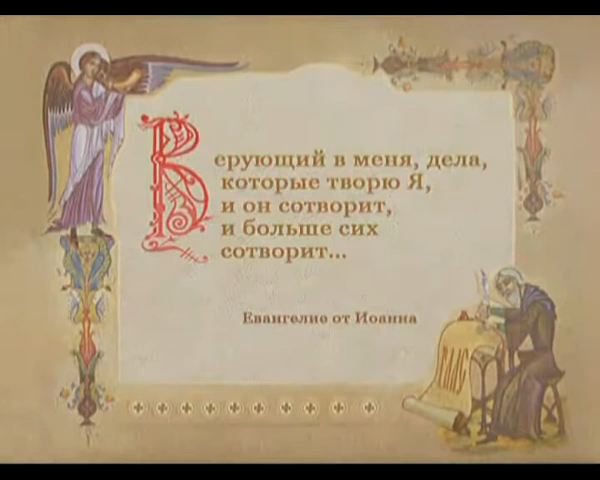 Верующий в меня, дела,
которые творю Я,
и он сотворит,
и больше сих
сотворит...
Евангелие от Иоанна